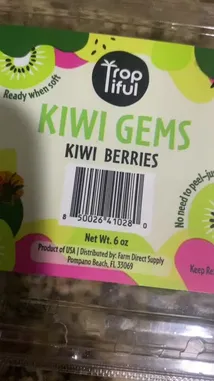 Trop
iful
Ready when soft
KIWI GEMS
KIWI BERRIES
8 50026 41028 0
No need to peel-ju
Net Wt. 6 oz
Product of USA | Distributed by: Farm Direct Supply
Pompano Beach, FL 33069
Keep Re